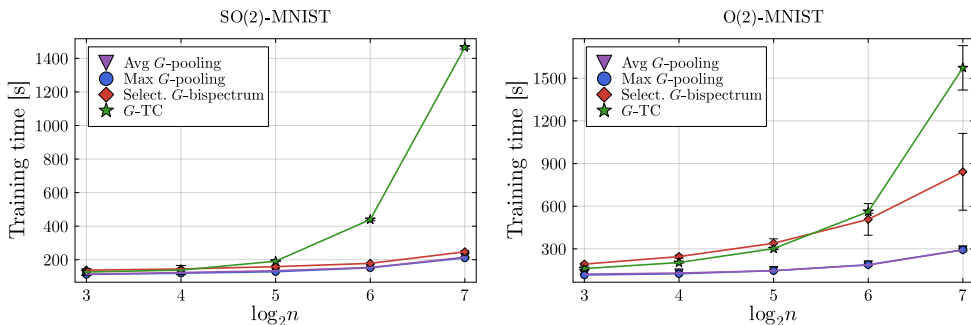 SO(2)-MNIST
Training time [s]
1400
1200
1000
800
600
400
200
Avg G-pooling
Max G-pooling
Select. G-bispectrum
G-TC
3 4 5 6 7
log₂n
O(2)-MNIST
Training time [s]
1500
1200
900
600
300
Avg G-pooling
Max G-pooling
Select. G-bispectrum
G-TC
3 4 5 6 7
log₂n